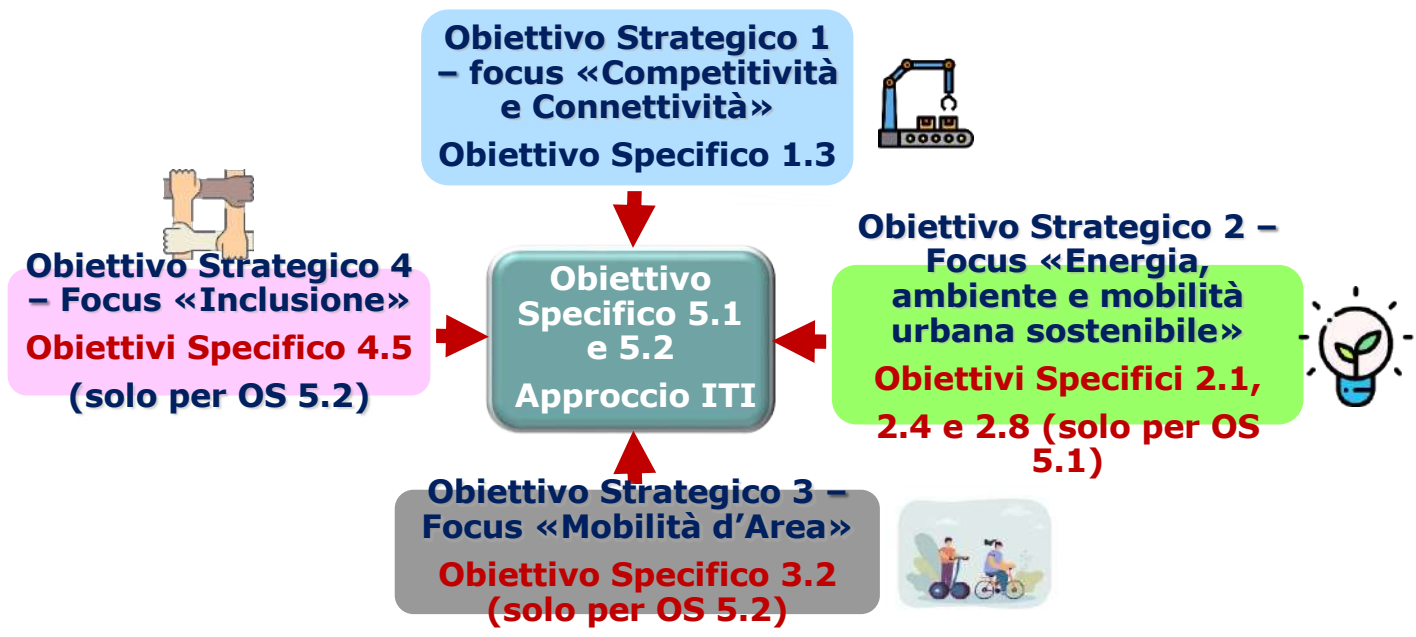 Obiettivo Strategico 1
– focus «Competitività
e Connettività»
Obiettivo Specifico 1.3
Obiettivo Strategico 4
– Focus «Inclusione»
Obiettivi Specifico 4.5
(solo per OS 5.2)
Obiettivo
Specifico 5.1
e 5.2
Approccio ITI
Obiettivo Strategico 2 –
Focus «Energia,
ambiente e mobilità
urbana sostenibile»
Obiettivi Specifici 2.1,
2.4 e 2.8 (solo per OS
5.1)
Obiettivo Strategico 3 –
Focus «Mobilità d’Area»
Obiettivo Specifico 3.2
(solo per OS 5.2)